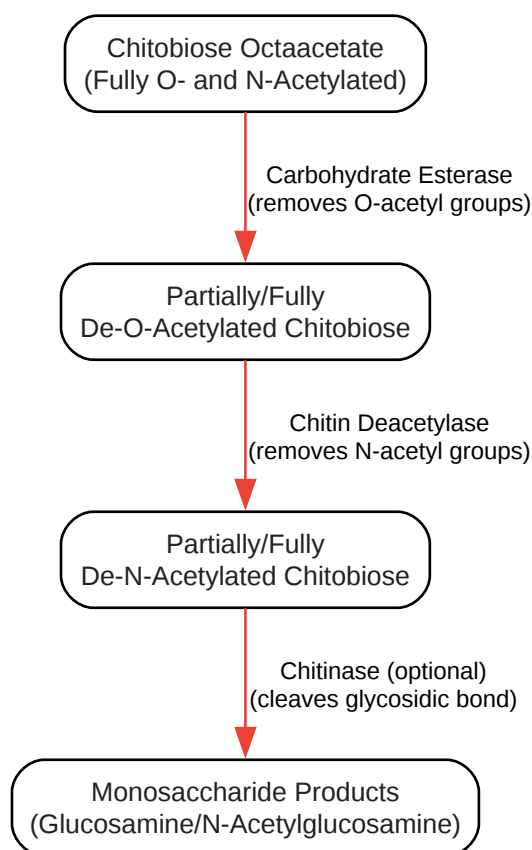 Chitobiose Octaacetate
(Fully O- and N-Acetylated)
Carbohydrate Esterase
(removes O-acetyl groups)
Partially/Fully
De-O-Acetylated Chitobiose
Chitin Deacetylase
(removes N-acetyl groups)
Partially/Fully
De-N-Acetylated Chitobiose
Chitinase (optional)
(cleaves glycosidic bond)
Monosaccharide Products
(Glucosamine/N-Acetylglucosamine)